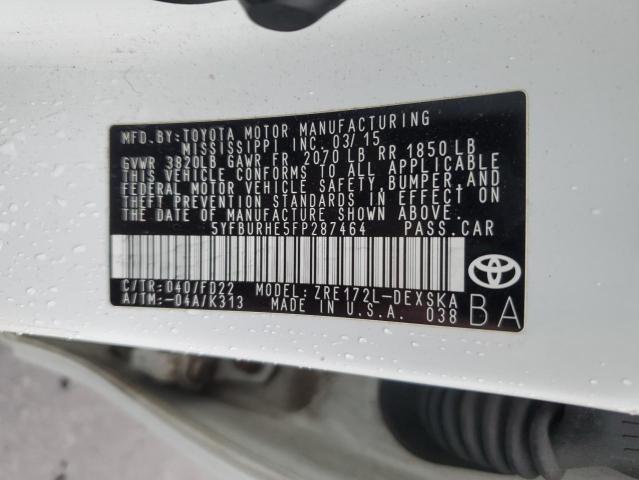 MFD. BY: TOYOTA MOTOR MANUFACTURING
MISSISSIPPI INC. 03/15
GVWR 3820LB GAWR FR. 2070 LB RR 1850 LB
THIS VEHICLE CONFORMS TO ALL APPLICABLE
FEDERAL MOTOR VEHICLE SAFETY, BUMPER, AND
THEFT PREVENTION STANDARDS IN EFFECT ON
THE DATE OF MANUFACTURE SHOWN ABOVE.
5YFBURHE5FP287464 PASS. CAR
C/TR: 040/FD22 MODEL: ZRE172L-DEXSKA
A/TM: -04A/K313 MADE IN U.S.A. 038
BA